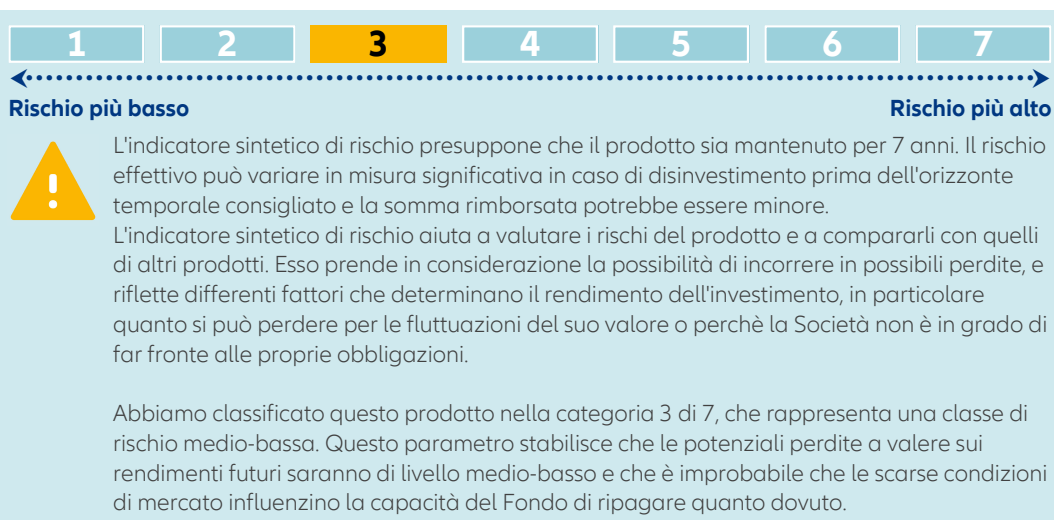 1 2 3 4 5 6 7
Rischio più basso Rischio più alto
L'indicatore sintetico di rischio presuppone che il prodotto sia mantenuto per 7 anni. Il rischio
effettivo può variare in misura significativa in caso di disinvestimento prima dell'orizzonte
temporale consigliato e la somma rimborsata potrebbe essere minore.
L'indicatore sintetico di rischio aiuta a valutare i rischi del prodotto e a compararli con quelli
di altri prodotti. Esso prende in considerazione la possibilità di incorrere in possibili perdite, e
riflette differenti fattori che determinano il rendimento dell'investimento, in particolare
quanto si può perdere per le fluttuazioni del suo valore o perchè la Società non è in grado di
far fronte alle proprie obbligazioni.
Abbiamo classificato questo prodotto nella categoria 3 di 7, che rappresenta una classe di
rischio medio-bassa. Questo parametro stabilisce che le potenziali perdite a valere sui
rendimenti futuri saranno di livello medio-basso e che è improbabile che le scarse condizioni
di mercato influenzino la capacità del Fondo di ripagare quanto dovuto.